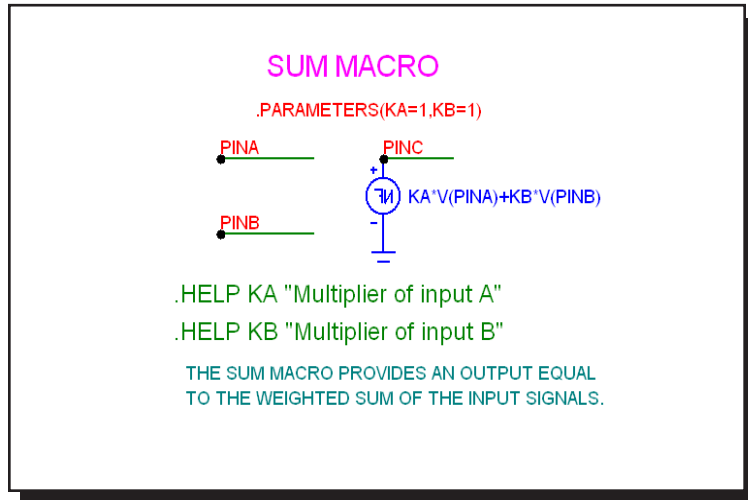 SUM MACRO
.PARAMETERS(KA=1,KB=1)
PINA
PINC
+
NF KA*V(PINA)+KB*V(PINB)
PINB
-
.HELP KA "Multiplier of input A"
.HELP KB "Multiplier of input B"
THE SUM MACRO PROVIDES AN OUTPUT EQUAL
TO THE WEIGHTED SUM OF THE INPUT SIGNALS.